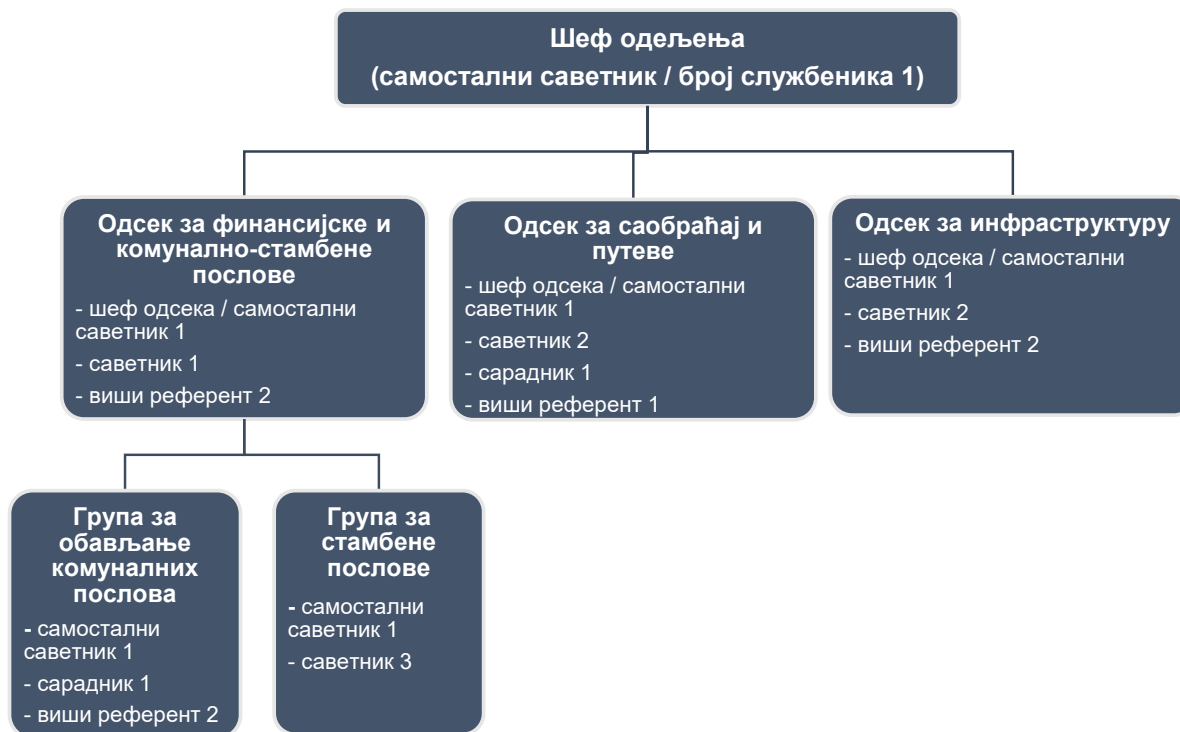 Шеф одељења
(самостални саветник / број службеника 1)
Одсек за финансијске и
комунално-стамбене
послове
- шеф одсека / самостални
саветник 1
- саветник 1
- виши референт 2
Одсек за саобраћај и
путеве
- шеф одсека / самостални
саветник 1
- саветник 2
- сарадник 1
- виши референт 1
Одсек за инфраструктуру
- шеф одсека / самостални
саветник 1
- саветник 2
- виши референт 2
Група за
обављање
комуналних
послова
- самостални
саветник 1
- сарадник 1
- виши референт 2
Група за
стамбене
послове
- самостални
саветник 1
- саветник 3